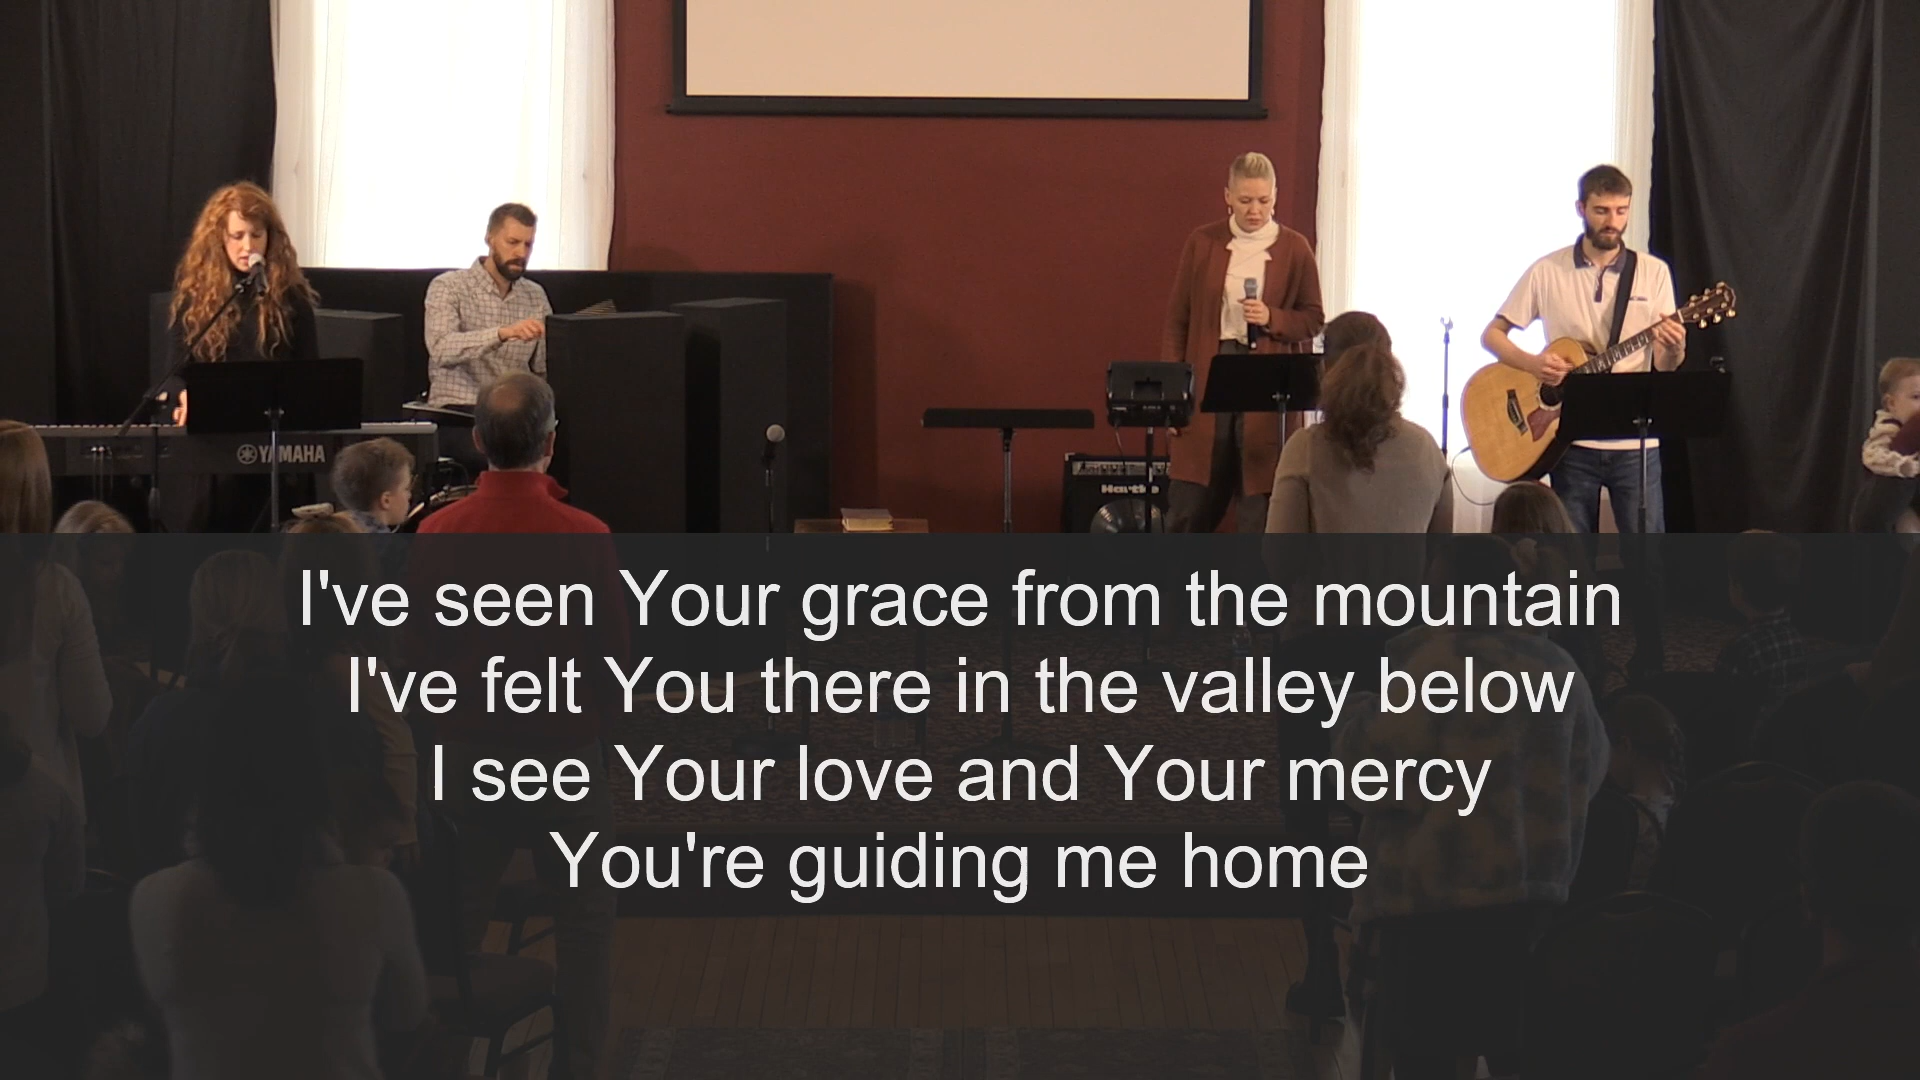 YAMAHA
Hartke
I've seen Your grace from the mountain
I've felt You there in the valley below
I see Your love and Your mercy
You're guiding me home